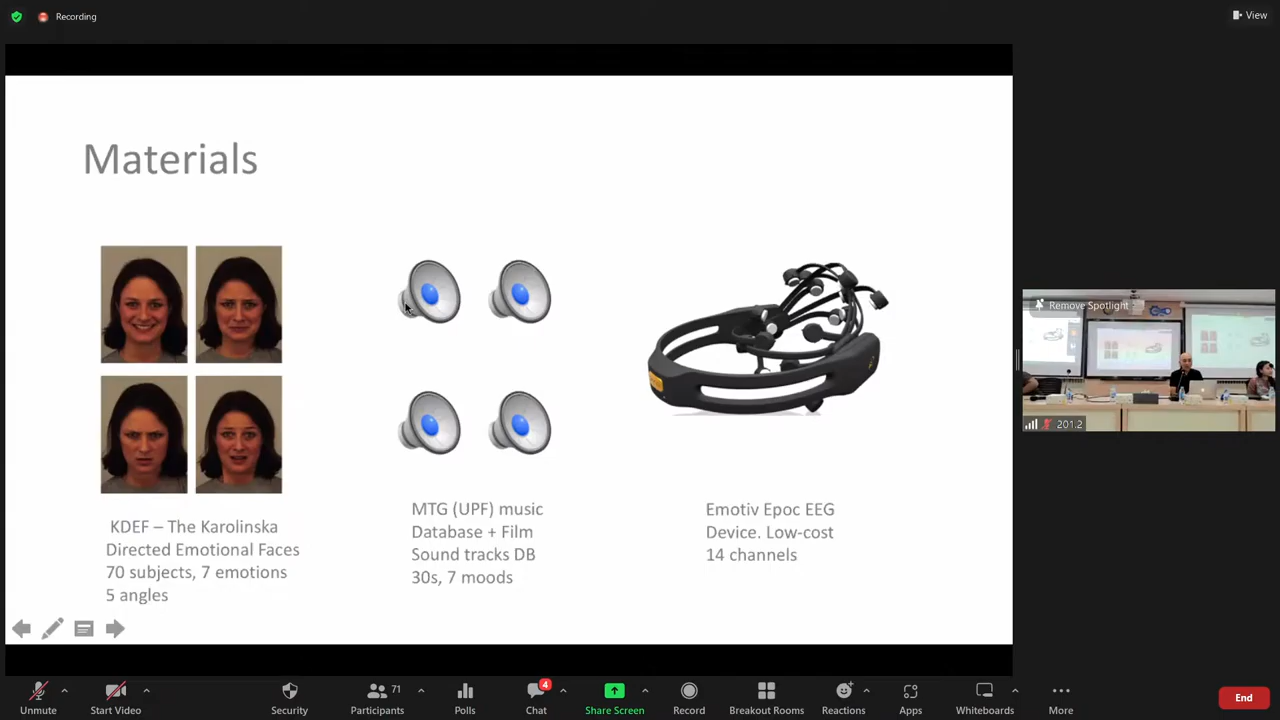 Recording
View
Materials
Remove Spotlight
201.2
KDEF – The Karolinska
Directed Emotional Faces
70 subjects, 7 emotions
5 angles
MTG (UPF) music
Database + Film
Sound tracks DB
30s, 7 moods
Emotiv Epoc EEG
Device. Low-cost
14 channels
Unmute
Start Video
Security
71
Participants
Polls
4
Chat
Share Screen
Record
Breakout Rooms
Reactions
Apps
Whiteboards
More
End